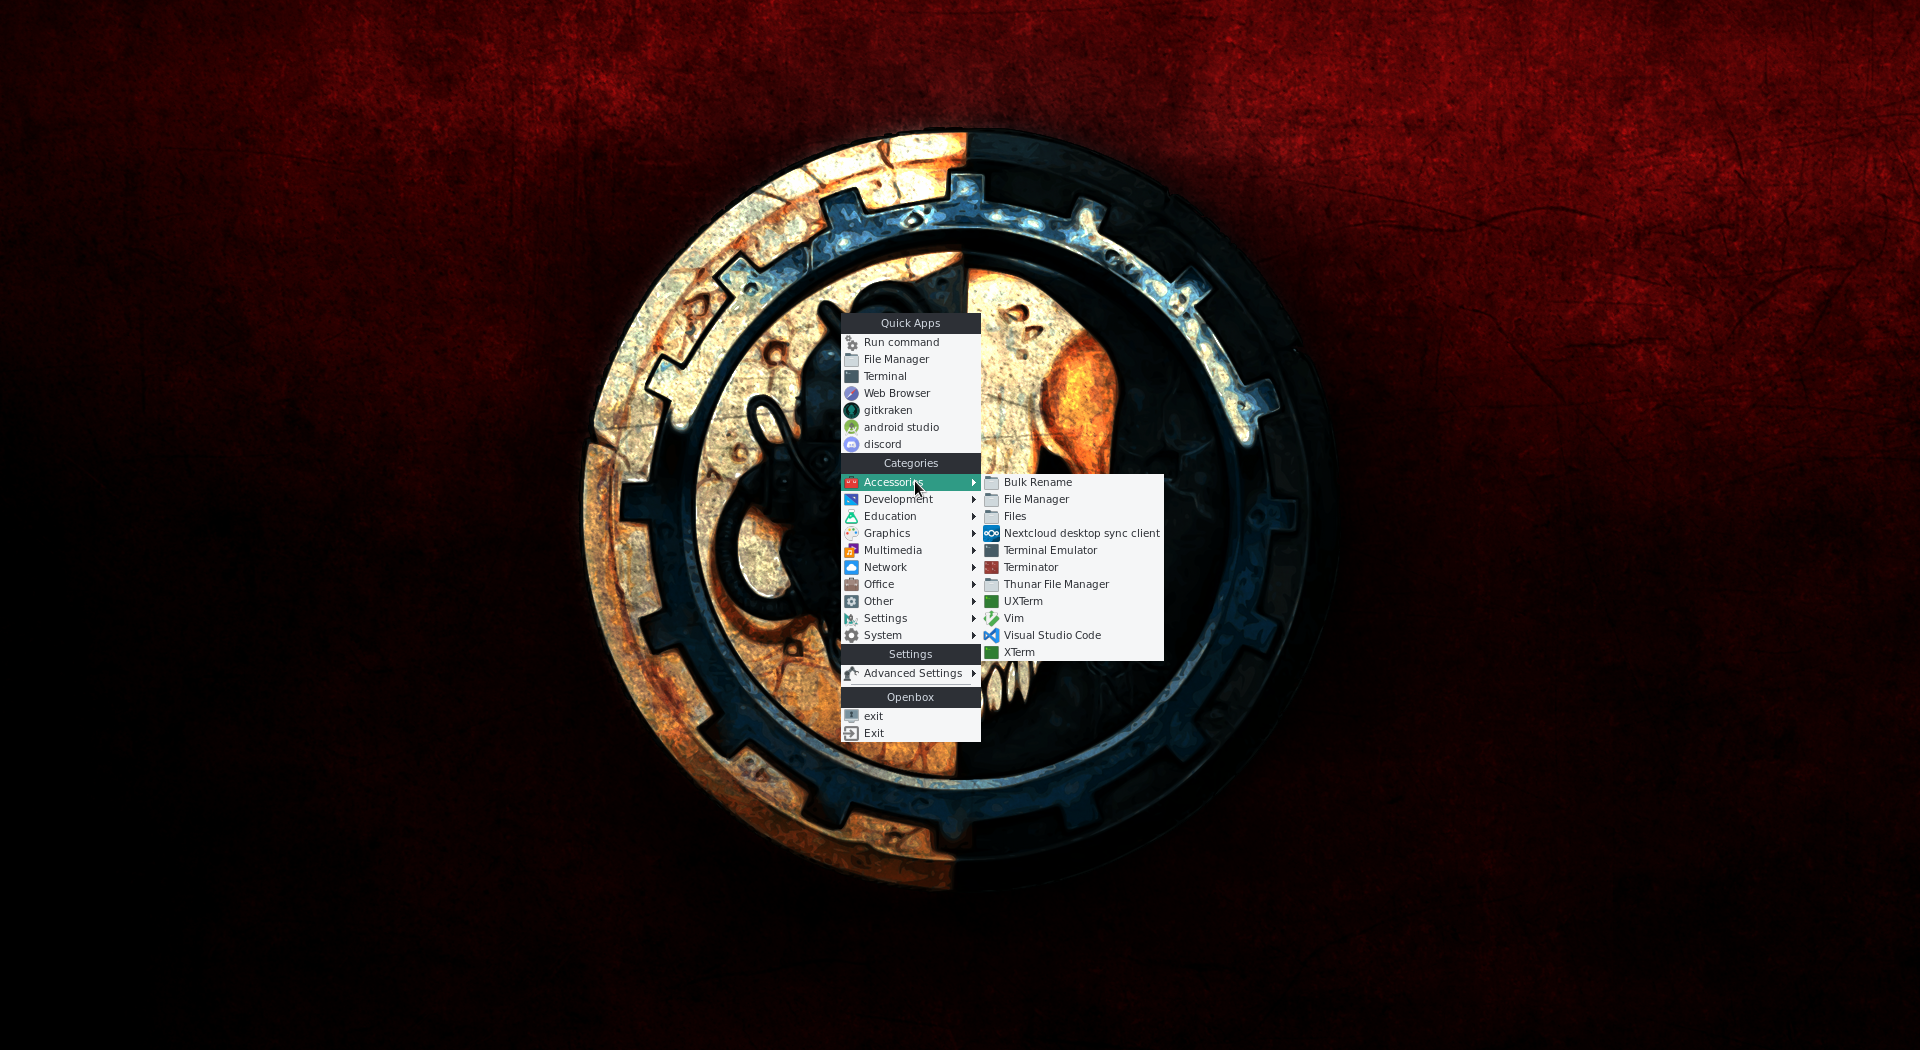 Quick Apps
Run command
File Manager
Terminal
Web Browser
gitkraken
android studio
discord
Categories
Accessories
Development
Education
Graphics
Multimedia
Network
Office
Other
Settings
System
Settings
Advanced Settings
Openbox
exit
Exit
Bulk Rename
File Manager
Files
Nextcloud desktop sync client
Terminal Emulator
Terminator
Thunar File Manager
UXTerm
Vim
Visual Studio Code
XTerm